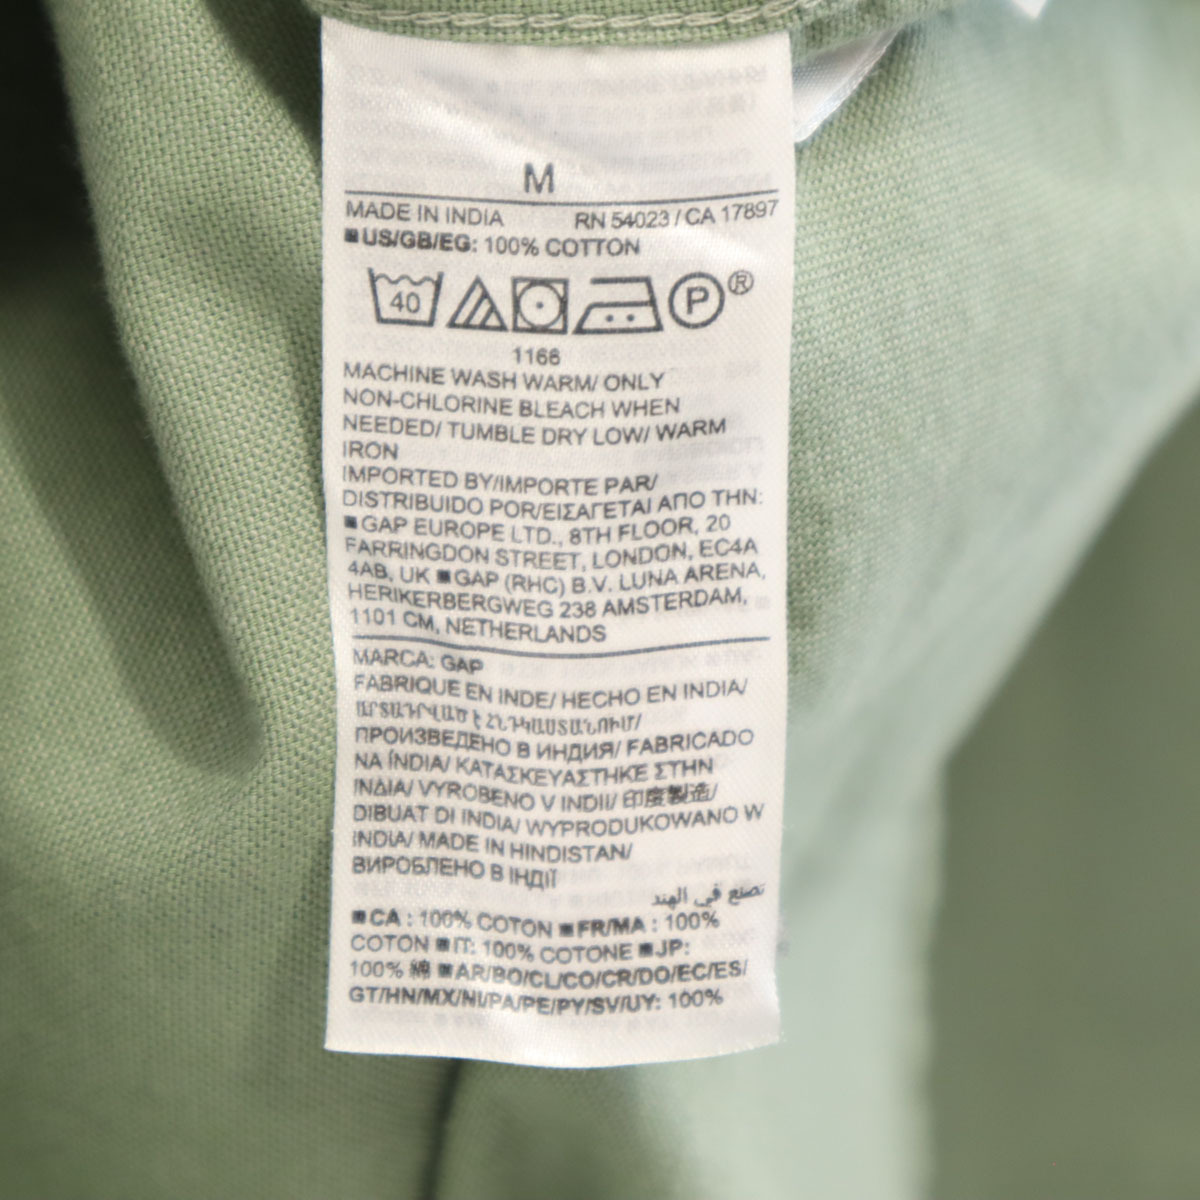 M
MADE IN INDIA RN 54023 / CA 17897
■US/GB/EG: 100% COTTON
40 P®
1166
MACHINE WASH WARM/ ONLY
NON-CHLORINE BLEACH WHEN
NEEDED/ TUMBLE DRY LOW/ WARM
IRON
IMPORTED BY/IMPORTE PAR/
DISTRIBUIDO POR/ΕΙΣΑΓΕΤΑΙ ΑΠΟ ΤΗΝ:
■GAP EUROPE LTD., 8TH FLOOR, 20
FARRINGDON STREET, LONDON, EC4A
4AB, UK ■GAP (RHC) B.V. LUNA ARENA,
HERIKERBERGWEG 238 AMSTERDAM,
1101 CM, NETHERLANDS
MARCA: GAP
FABRIQUE EN INDE/ HECHO EN INDIA/
ԱՐՏԱԴՐՎԱԾ Է ՀՆԴԿԱՍՏԱՆՈՒՄ/
ПРОИЗВЕДЕНО В ИНДИЯ/ FABRICADO
NA ÍNDIA/ ΚΑΤΑΣΚΕΥΑΣΤΗΚΕ ΣΤΗΝ
ΙΝΔΙΑ/ VYROBENO V INDII/ 印度製造/
DIBUAT DI INDIA/ WYPRODUKOWANO W
INDIA/ MADE IN HINDISTAN/
ВИРОБЛЕНО В ІНДІЇ
تصنع في الهند
■CA : 100% COTON ■FR/MA : 100%
COTON ■IT: 100% COTONE ■JP:
100% 綿 ■AR/BO/CL/CO/CR/DO/EC/ES/
GT/HN/MX/NI/PA/PE/PY/SV/UY: 100%